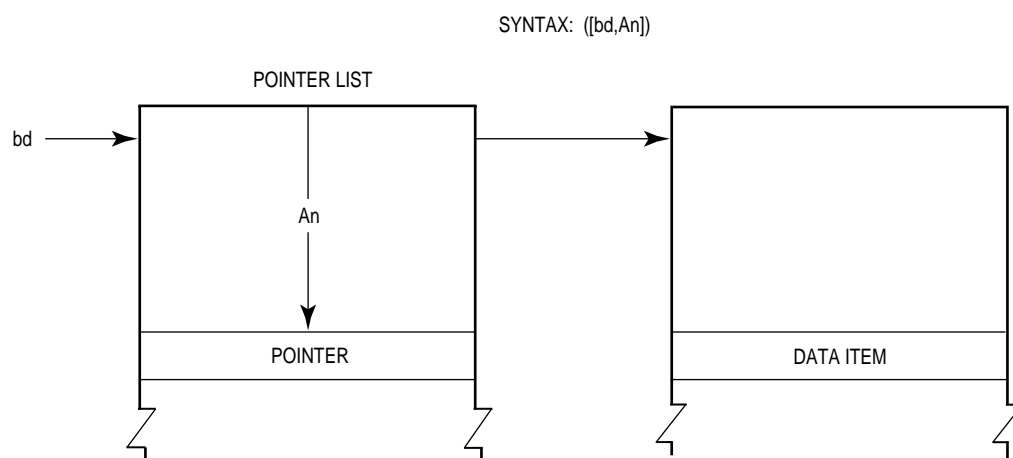 SYNTAX: ([bd,An])
POINTER LIST
bd
An
POINTER
DATA ITEM